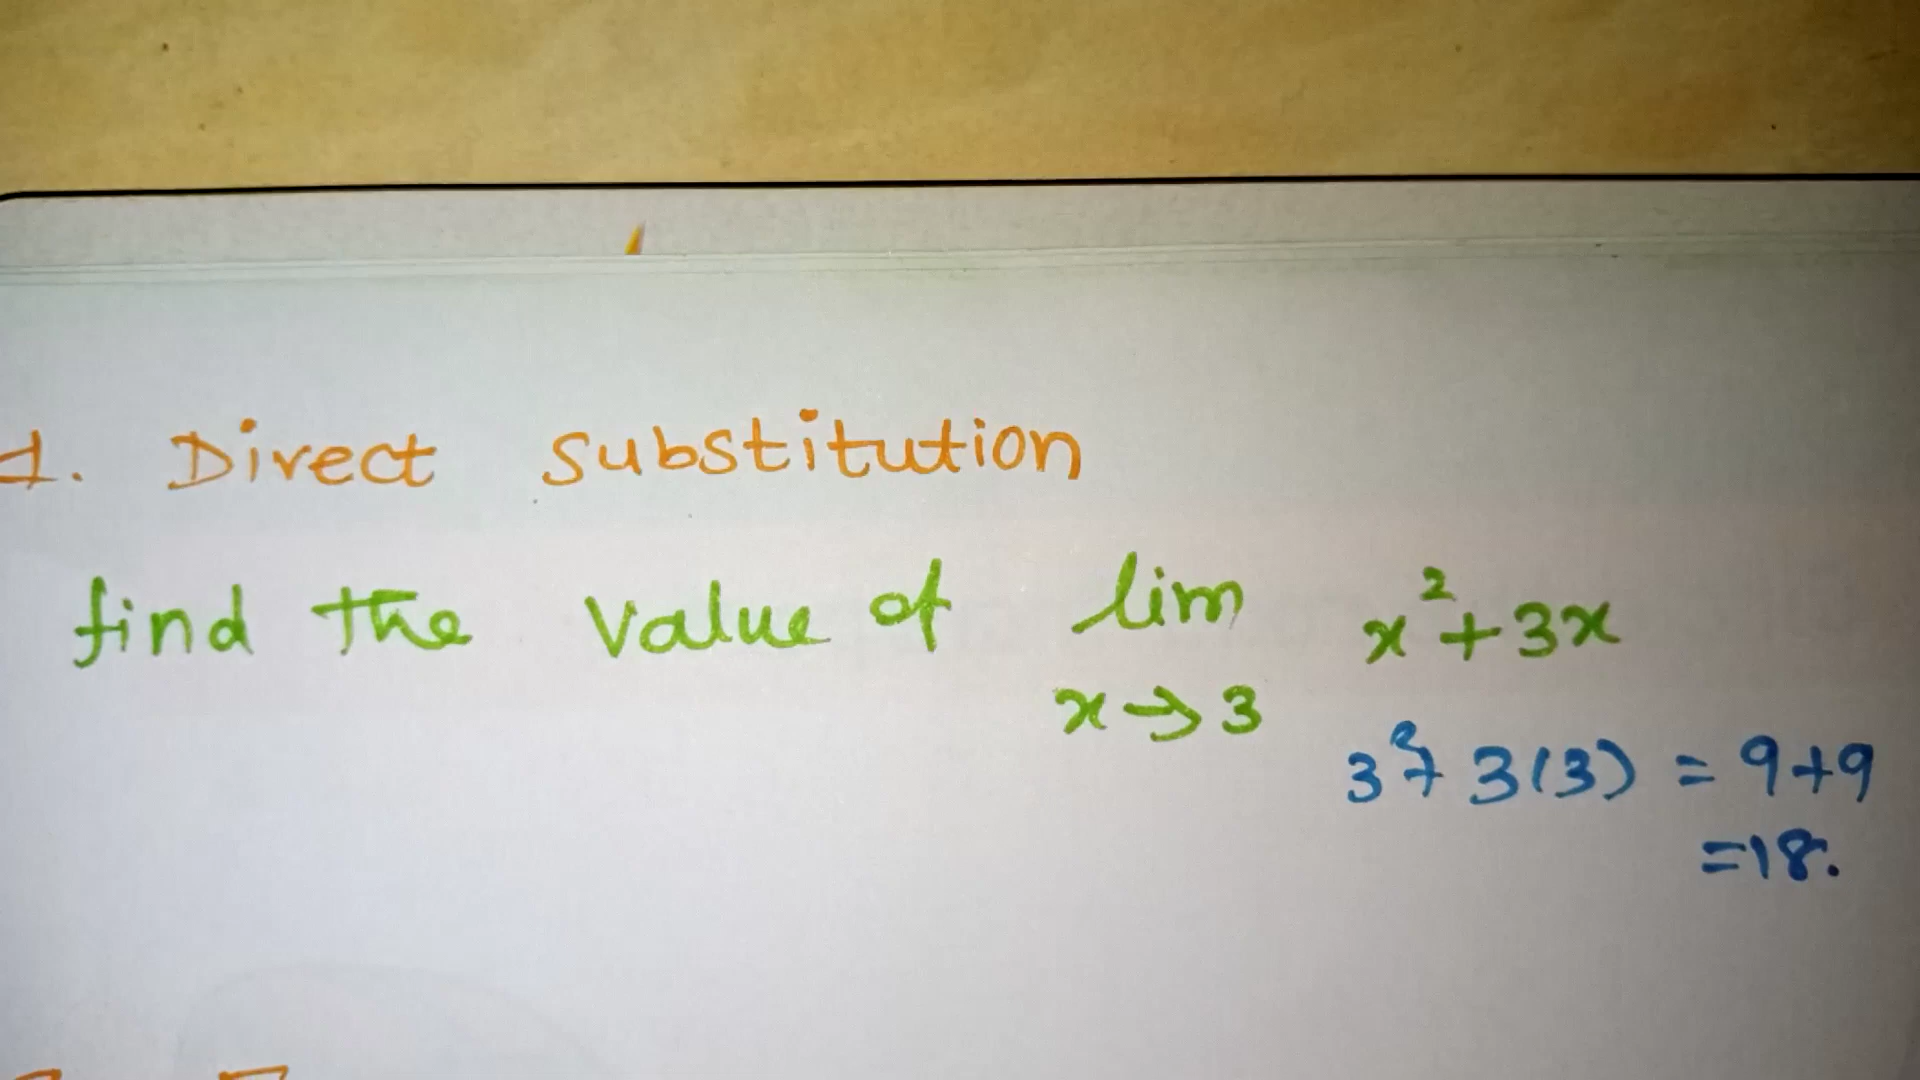 1. Direct substitution
find the value of lim x²+3x
x→3
3²+3(3) = 9+9
=18.